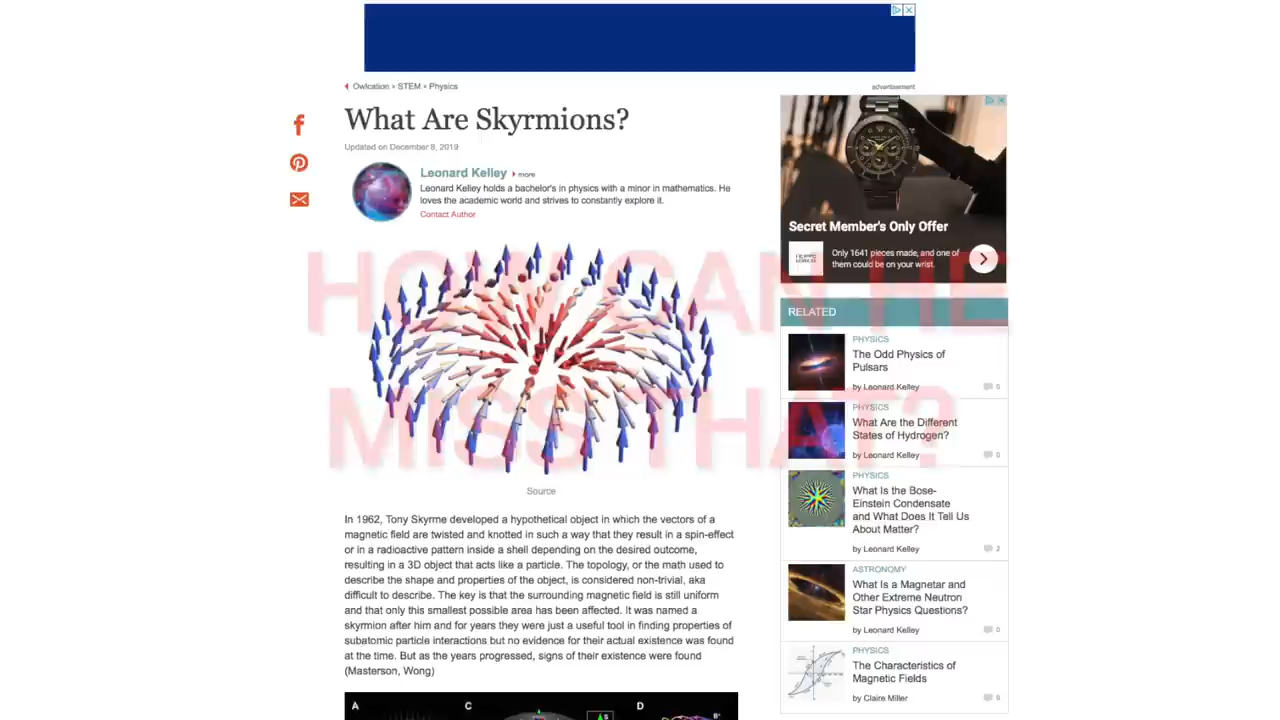 Owlcation » STEM » Physics
advertisement
What Are Skyrmions?
Updated on December 8, 2019
Leonard Kelley
more
Leonard Kelley holds a bachelor's in physics with a minor in mathematics. He
loves the academic world and strives to constantly explore it.
Contact Author
HOW CAN HE
MISS THAT?
Source
In 1962, Tony Skyrme developed a hypothetical object in which the vectors of a
magnetic field are twisted and knotted in such a way that they result in a spin-effect
or in a radioactive pattern inside a shell depending on the desired outcome,
resulting in a 3D object that acts like a particle. The topology, or the math used to
describe the shape and properties of the object, is considered non-trivial, aka
difficult to describe. The key is that the surrounding magnetic field is still uniform
and that only this smallest possible area has been affected. It was named a
skyrmion after him and for years they were just a useful tool in finding properties of
subatomic particle interactions but no evidence for their actual existence was found
at the time. But as the years progressed, signs of their existence were found
(Masterson, Wong)
A
C
D
Secret Member's Only Offer
Only 1641 pieces made, and one of
them could be on your wrist.
RELATED
PHYSICS
The Odd Physics of
Pulsars
by Leonard Kelley
0
PHYSICS
What Are the Different
States of Hydrogen?
by Leonard Kelley
0
PHYSICS
What Is the Bose-
Einstein Condensate
and What Does It Tell Us
About Matter?
by Leonard Kelley
2
ASTRONOMY
What Is a Magnetar and
Other Extreme Neutron
Star Physics Questions?
by Leonard Kelley
0
PHYSICS
The Characteristics of
Magnetic Fields
by Claire Miller